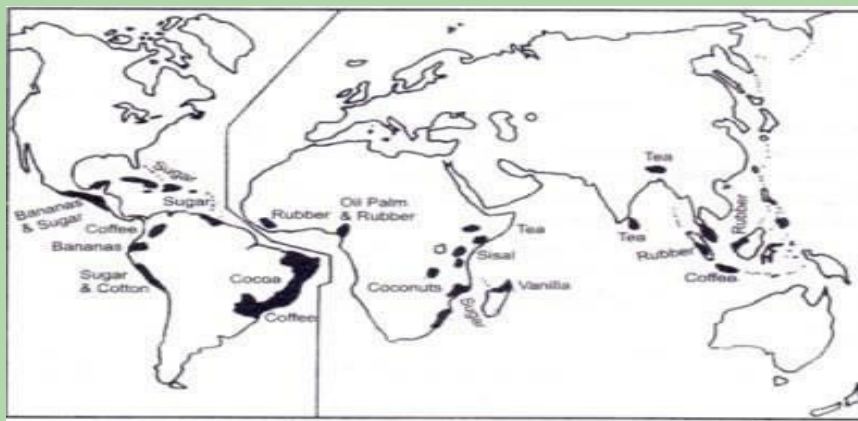 Sugar
Bananas
& Sugar
Sugar
Coffee
Bananas
Sugar
& Cotton
Cocoa
Coffee
Rubber
Oil Palm
& Rubber
Tea
Sisal
Coconuts
Sugar
Vanilla
Tea
Tea
Rubber
Rubber
Coffee